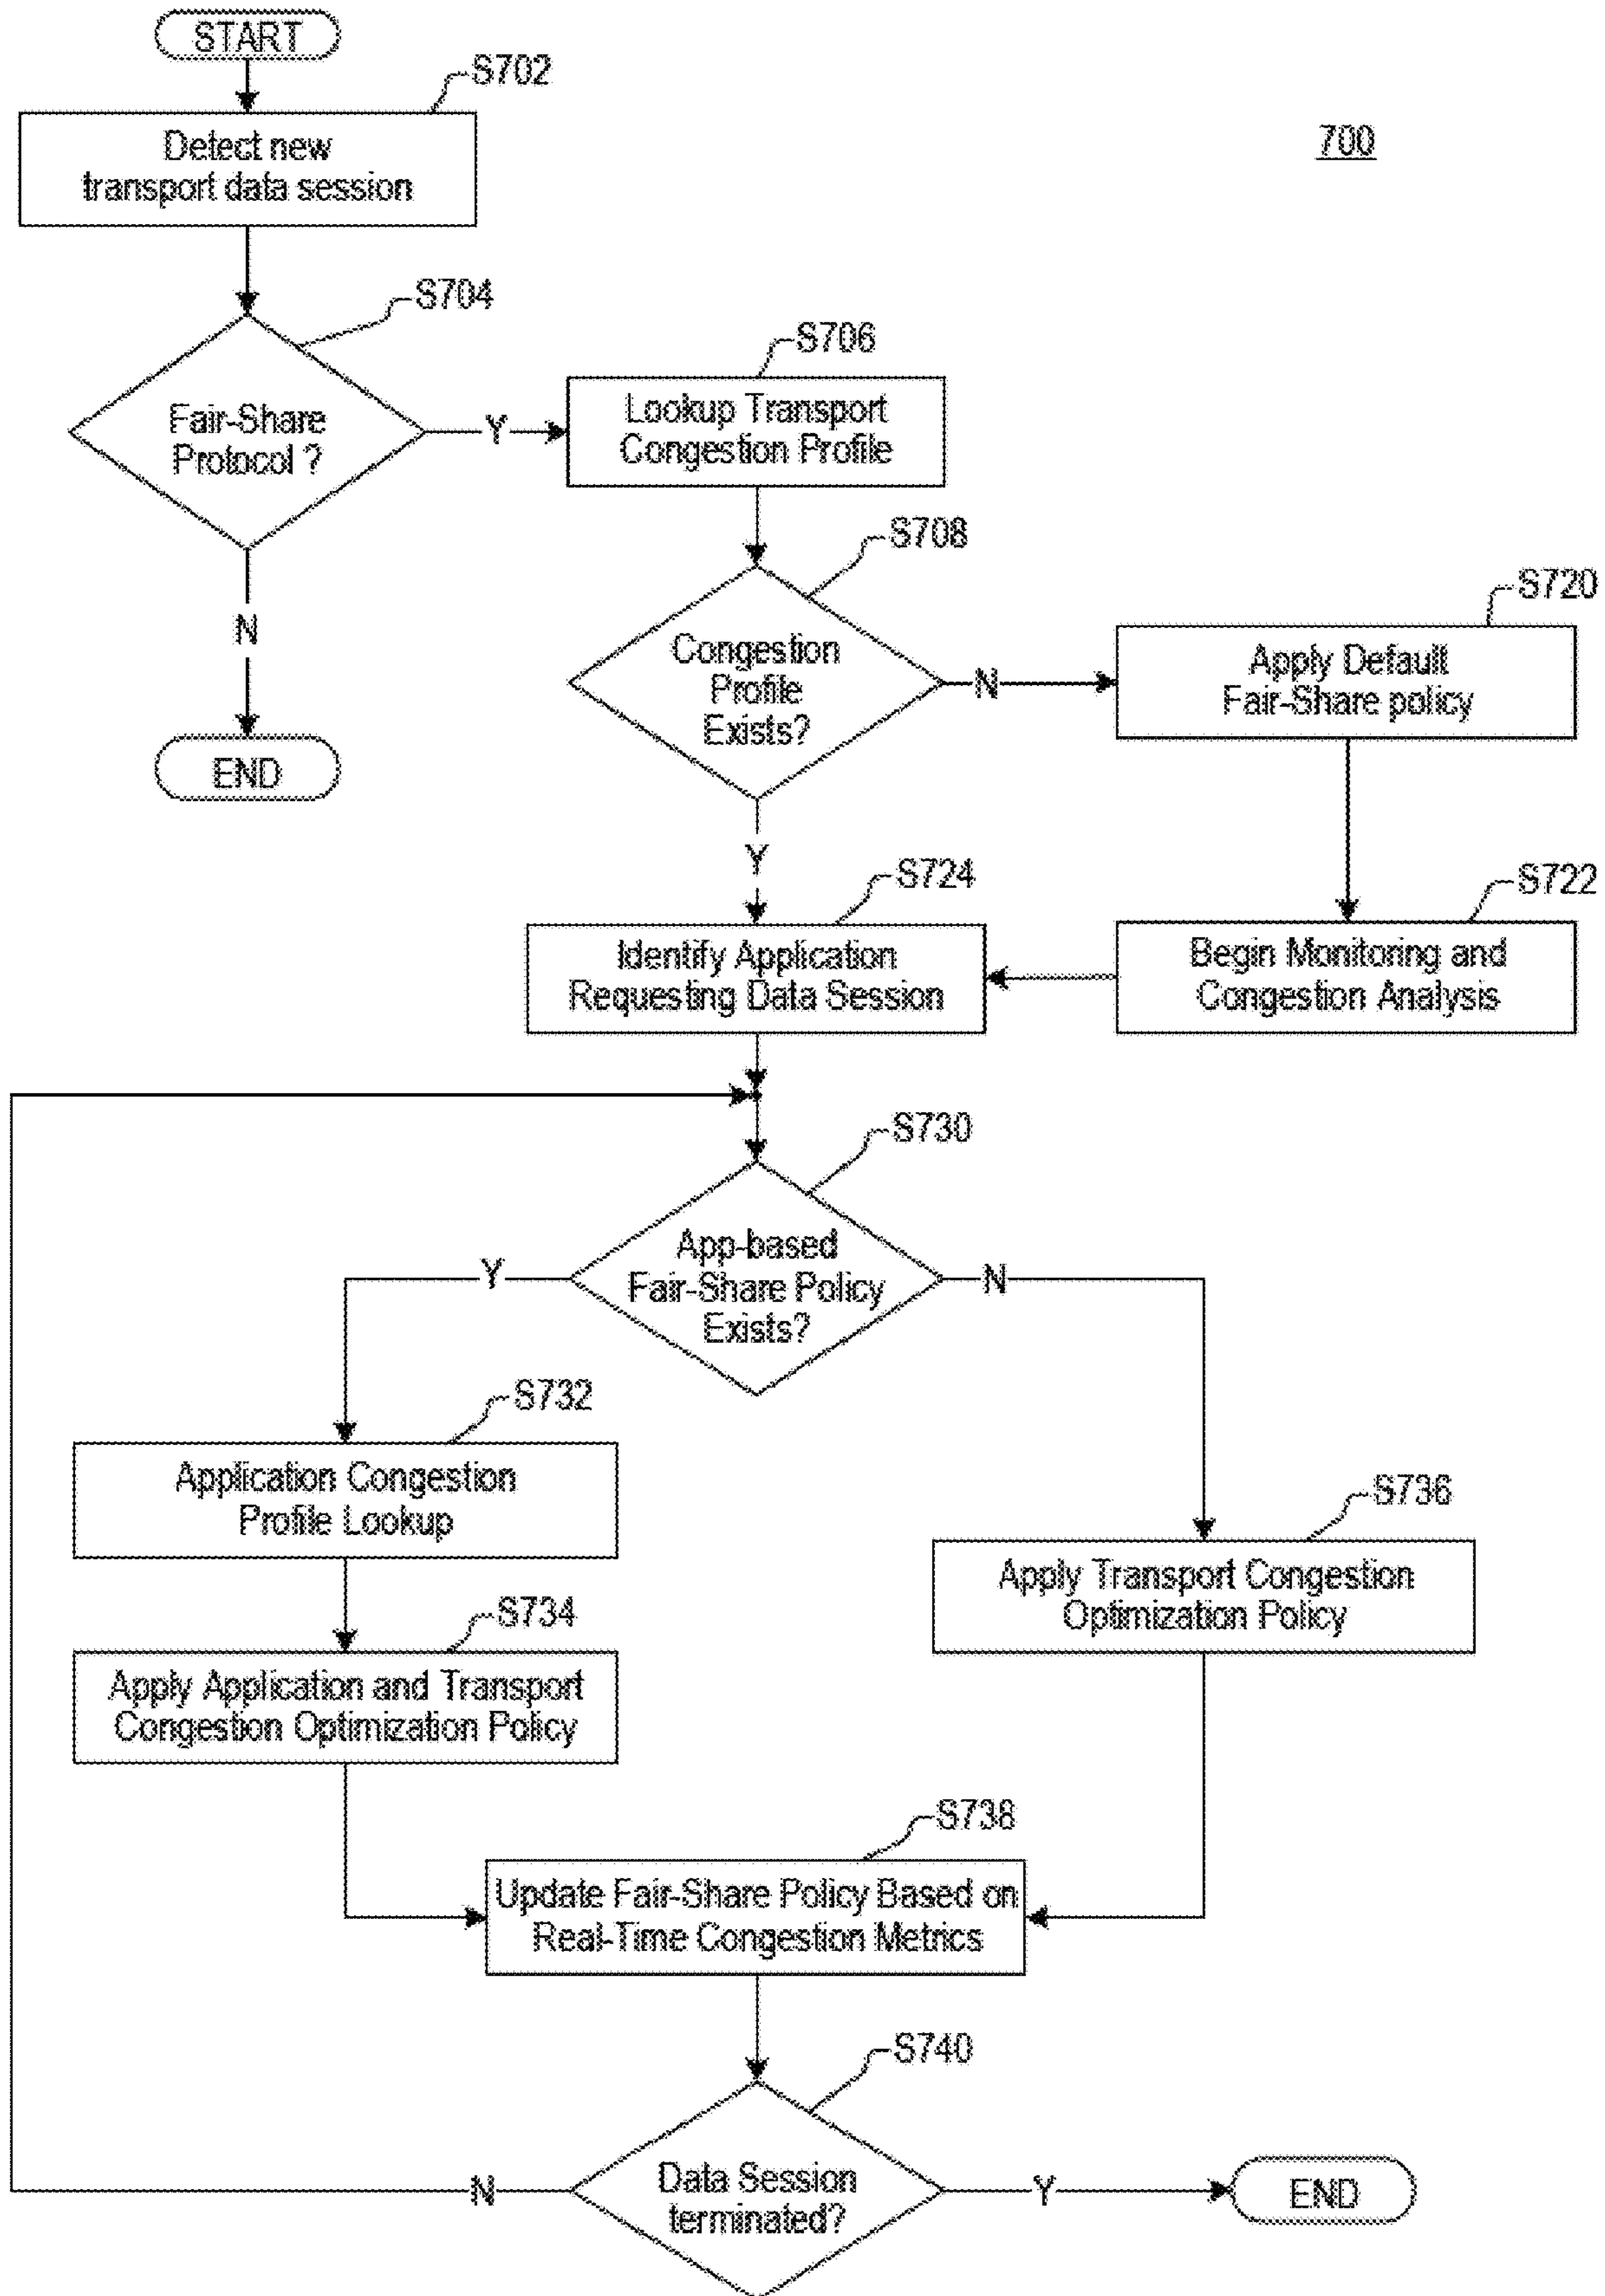 START
S702
Detect new
transport data session
700
S704
Fair-Share
Protocol ?
Y
S706
Lookup Transport
Congestion Profile
N
END
S708
Congestion
Profile
Exists?
N
S720
Apply Default
Fair-Share policy
Y
S724
Identify Application
Requesting Data Session
S722
Begin Monitoring and
Congestion Analysis
S730
App-based
Fair-Share Policy
Exists?
Y
N
S732
Application Congestion
Profile Lookup
S734
Apply Application and Transport
Congestion Optimization Policy
S736
Apply Transport Congestion
Optimization Policy
S738
Update Fair-Share Policy Based on
Real-Time Congestion Metrics
S740
Data Session
terminated?
N
Y
END